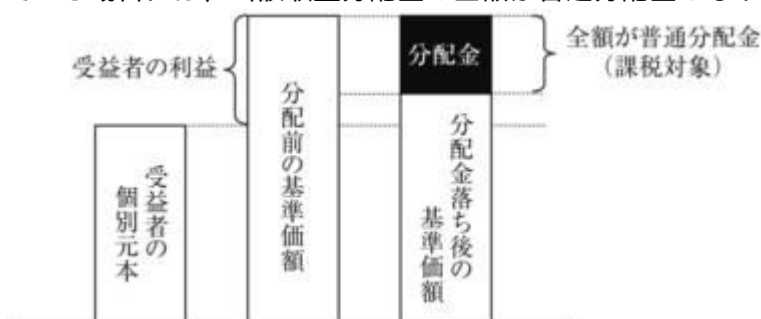 受益者の利益
分配金
全額が普通分配金
（課税対象）
分配前の基準価額
受益者の
個別元本
分配金落ち後の
基準価額